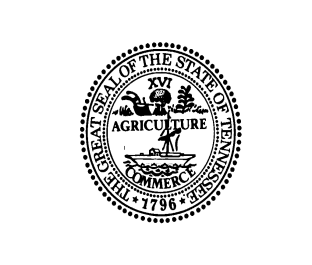 THE GREAT SEAL OF THE STATE OF TENNESSEE
XVI
AGRICULTURE
COMMERCE
★ 1796 ★